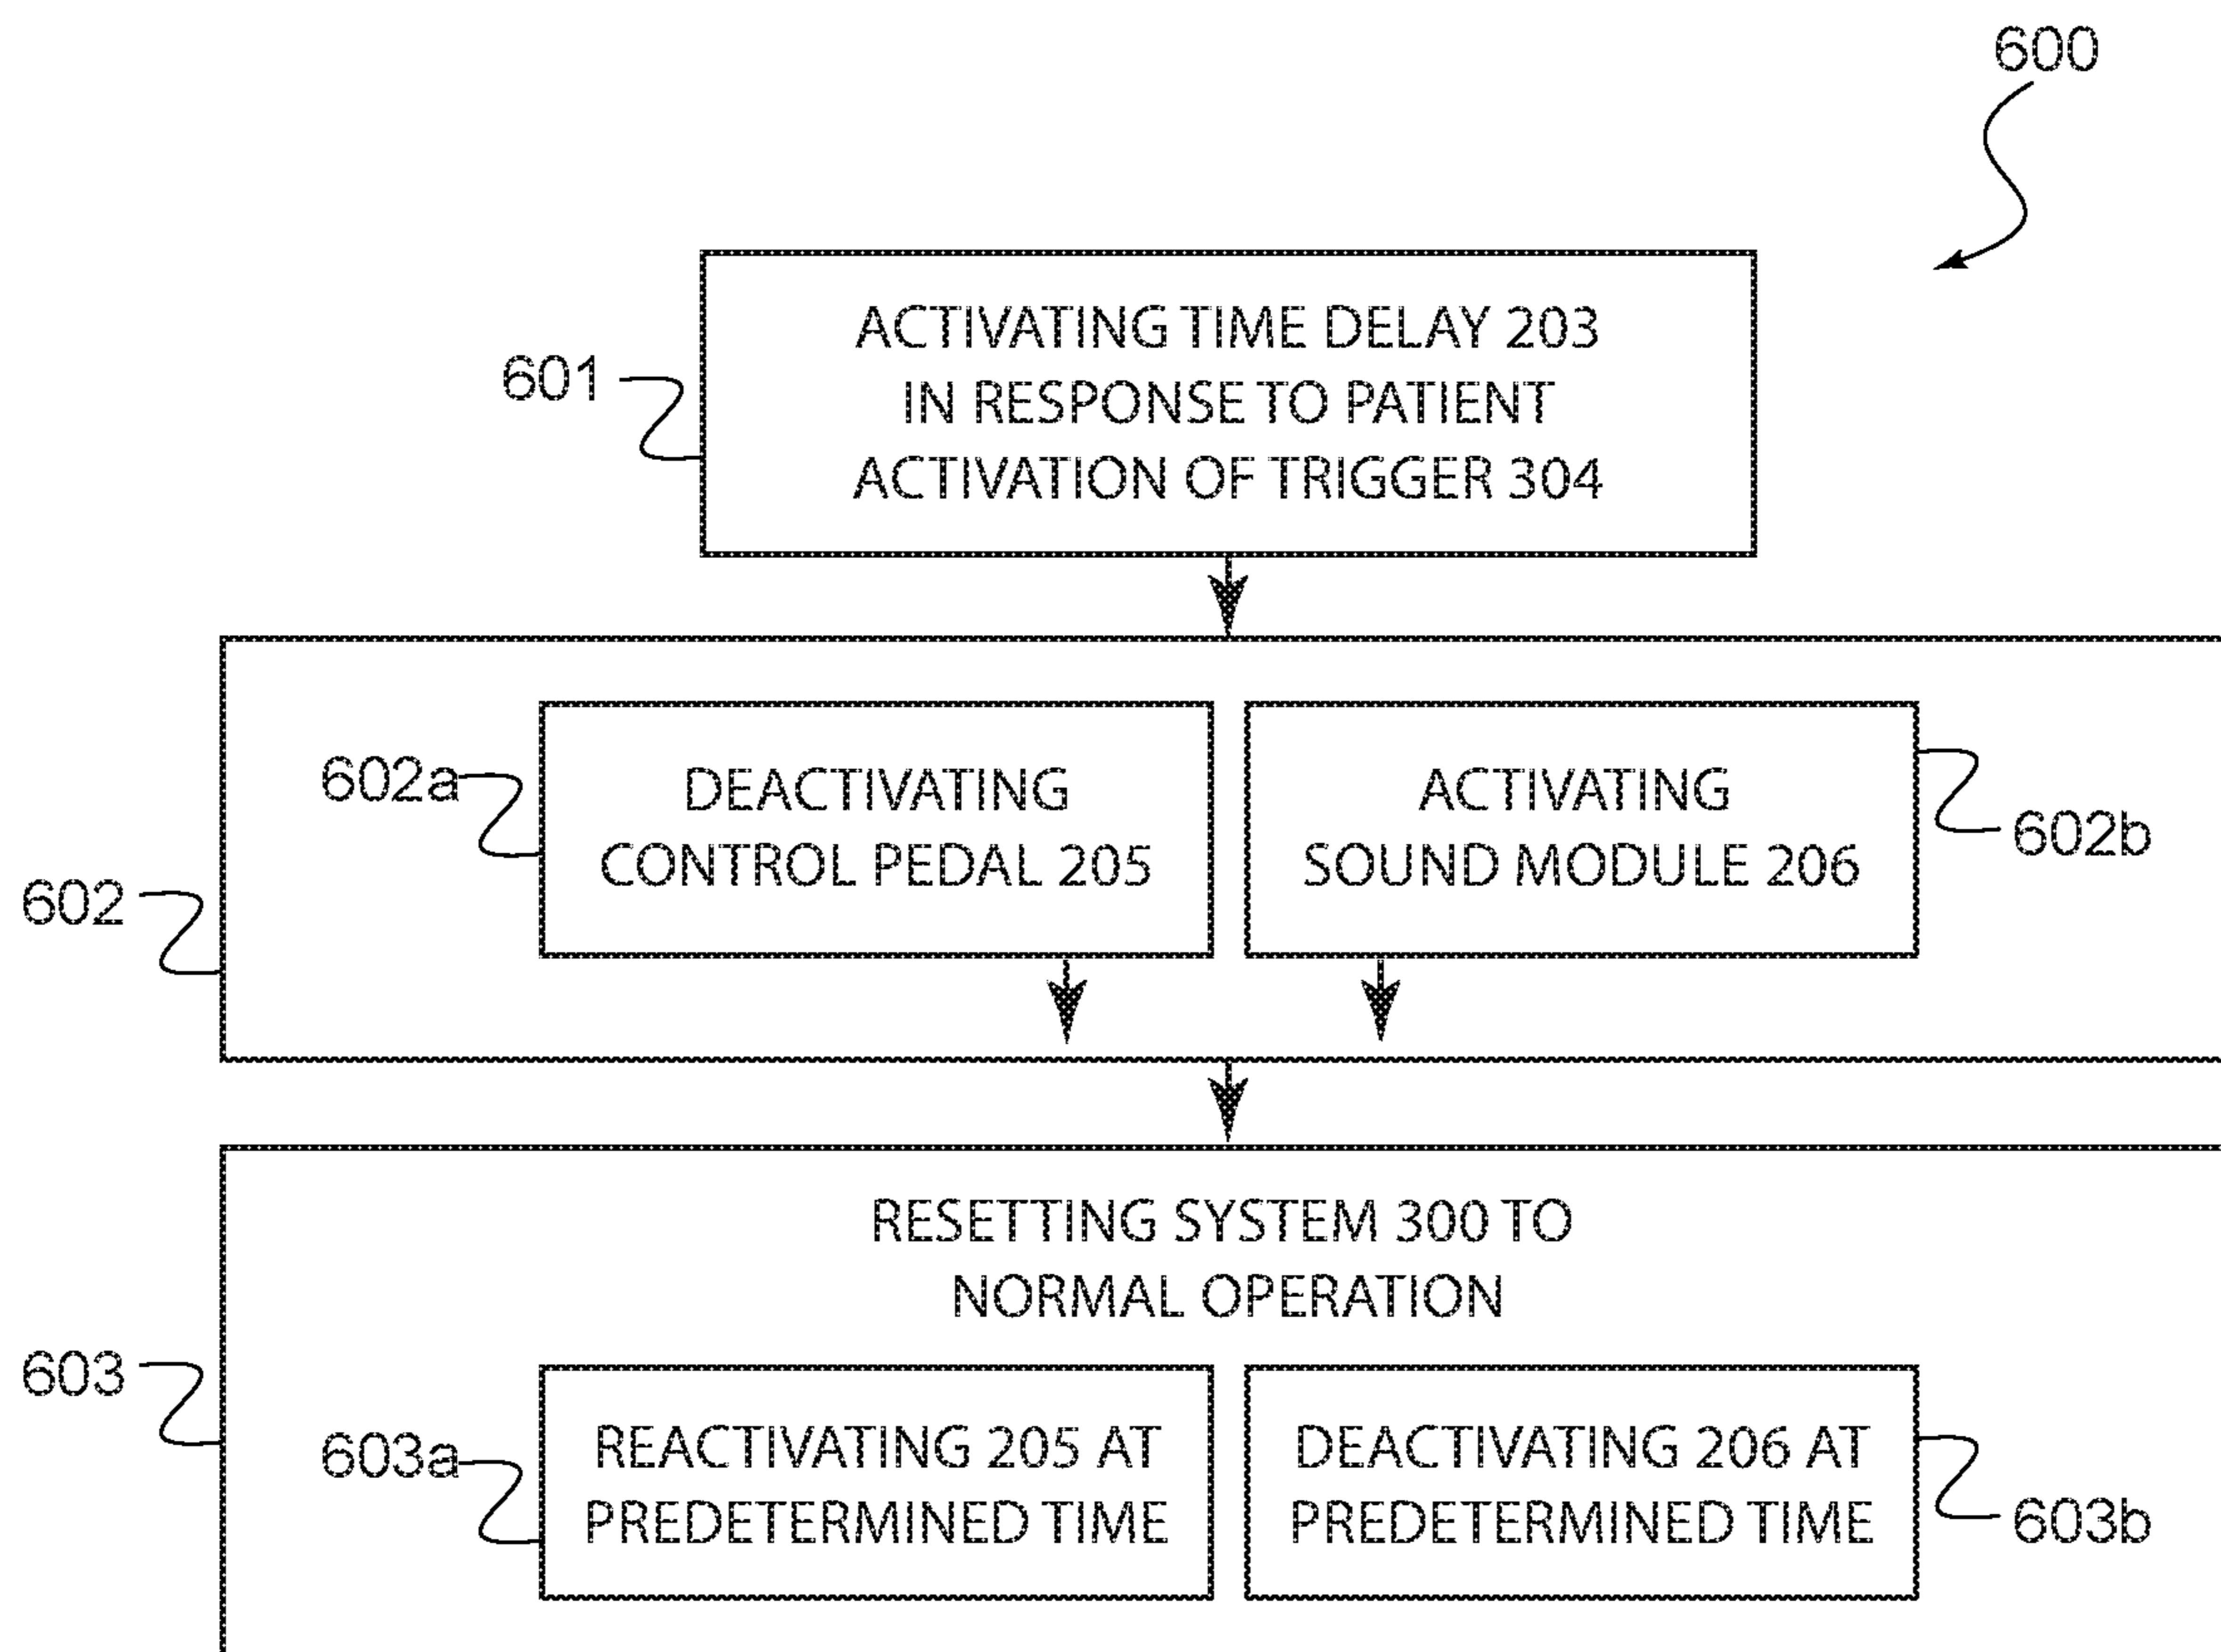 600
601
ACTIVATING TIME DELAY 203
IN RESPONSE TO PATIENT
ACTIVATION OF TRIGGER 304
602
602a
DEACTIVATING
CONTROL PEDAL 205
ACTIVATING
SOUND MODULE 206
602b
RESETTING SYSTEM 300 TO
NORMAL OPERATION
603
603a
REACTIVATING 205 AT
PREDETERMINED TIME
DEACTIVATING 206 AT
PREDETERMINED TIME
603b